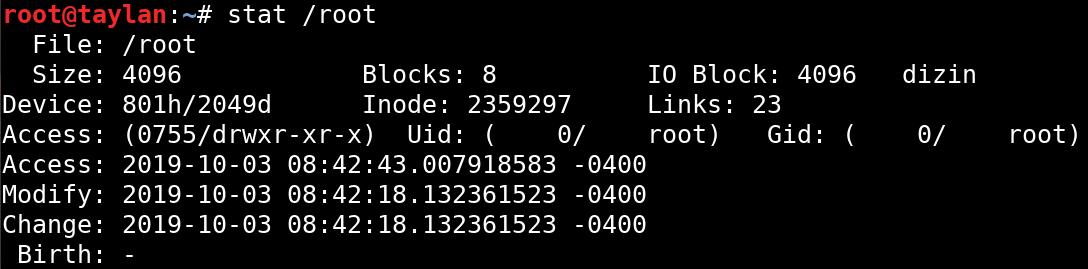 root@taylan:~# stat /root
  File: /root
  Size: 4096            Blocks: 8          IO Block: 4096   dizin
Device: 801h/2049d      Inode: 2359297     Links: 23
Access: (0755/drwxr-xr-x)  Uid: (    0/    root)   Gid: (    0/    root)
Access: 2019-10-03 08:42:43.007918583 -0400
Modify: 2019-10-03 08:42:18.132361523 -0400
Change: 2019-10-03 08:42:18.132361523 -0400
 Birth: -